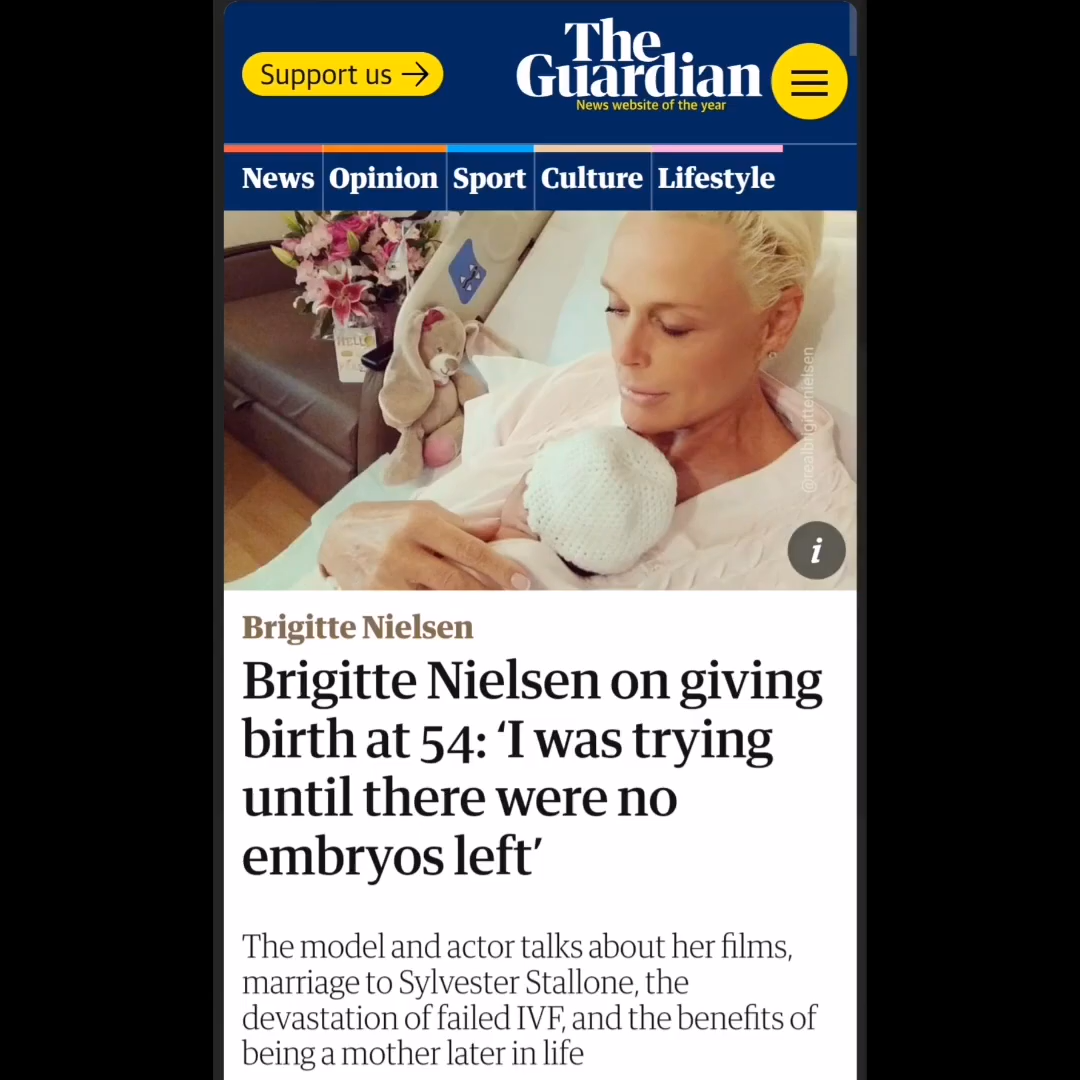 Support us →
The
Guardian
News website of the year
News
Opinion
Sport
Culture
Lifestyle
HELLO
@realbrigittenielsen
i
Brigitte Nielsen
Brigitte Nielsen on giving
birth at 54: ‘I was trying
until there were no
embryos left’
The model and actor talks about her films,
marriage to Sylvester Stallone, the
devastation of failed IVF, and the benefits of
being a mother later in life